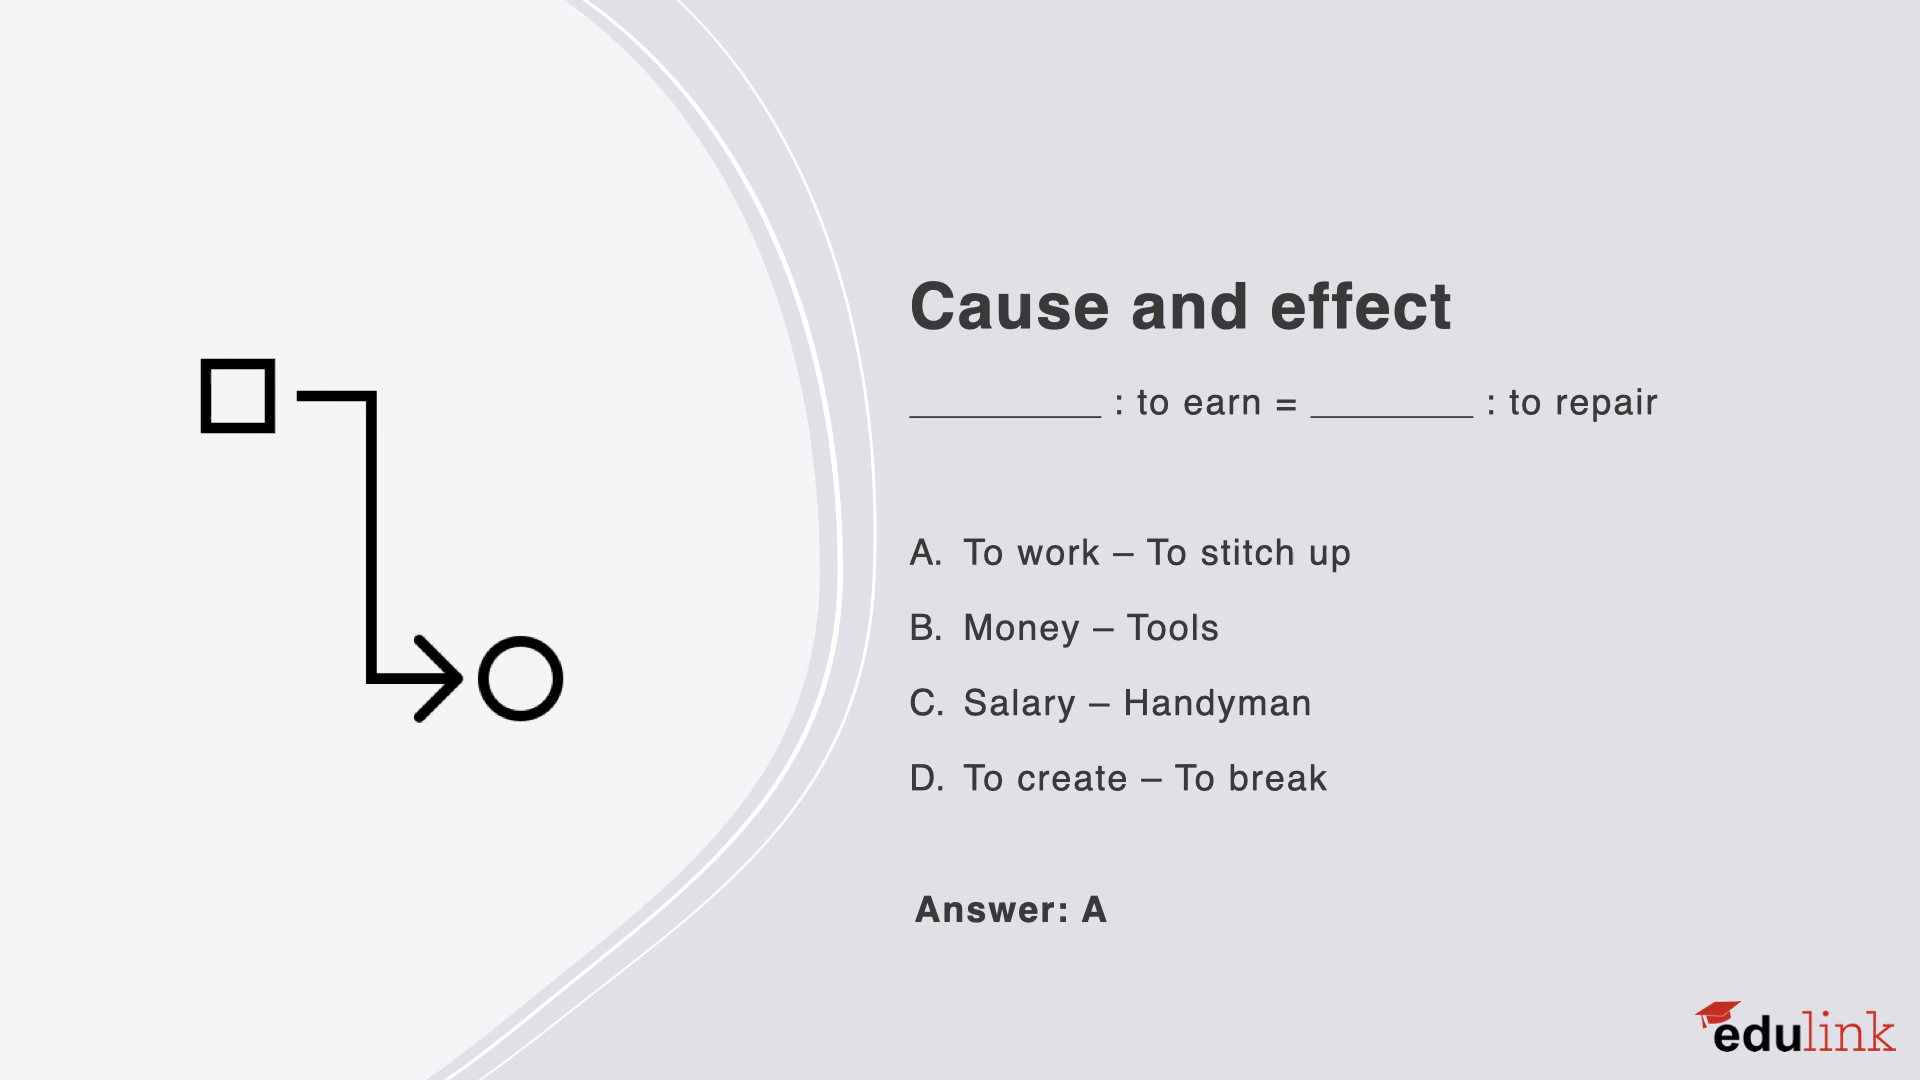 Cause and effect
__________ : to earn = ________ : to repair
A. To work – To stitch up
B. Money – Tools
C. Salary – Handyman
D. To create – To break
Answer: A
edulink